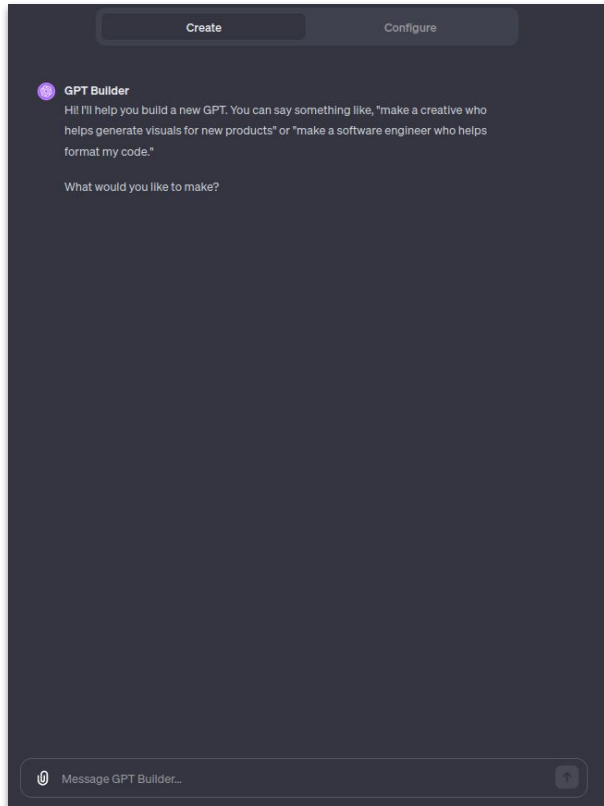 Create
Configure
GPT Builder
Hi! I'll help you build a new GPT. You can say something like, "make a creative who
helps generate visuals for new products" or "make a software engineer who helps
format my code."
What would you like to make?
Message GPT Builder...